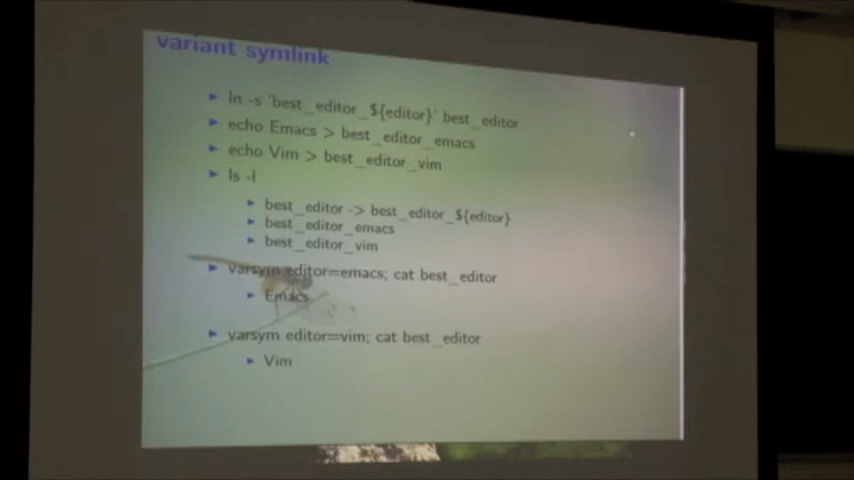 variant symlink
ln -s 'best_editor_${editor}' best_editor
echo Emacs > best_editor_emacs
echo Vim > best_editor_vim
ls -l
best_editor -> best_editor_${editor}
best_editor_emacs
best_editor_vim
varsym editor=emacs; cat best_editor
Emacs
varsym editor=vim; cat best_editor
Vim